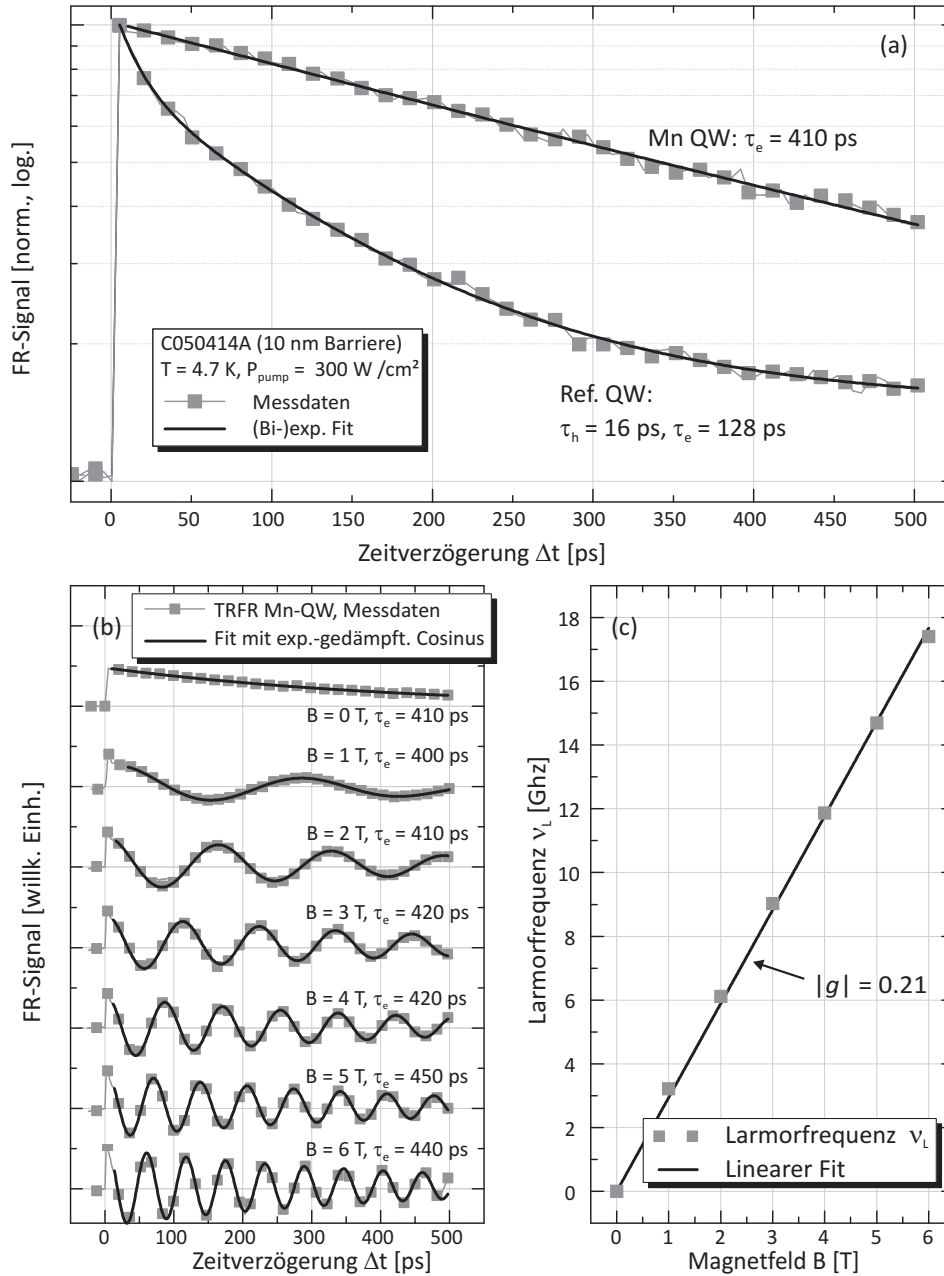 (a)
FR-Signal [norm., log.]
Mn QW: τe = 410 ps
C050414A (10 nm Barriere)
T = 4.7 K, Ppump = 300 W /cm²
Messdaten
(Bi-)exp. Fit
Ref. QW:
τh = 16 ps, τe = 128 ps
0 50 100 150 200 250 300 350 400 450 500
Zeitverzögerung Δt [ps]
(b)
TRFR Mn-QW, Messdaten
Fit mit exp.-gedämpft. Cosinus
B = 0 T, τe = 410 ps
B = 1 T, τe = 400 ps
B = 2 T, τe = 410 ps
B = 3 T, τe = 420 ps
B = 4 T, τe = 420 ps
B = 5 T, τe = 450 ps
B = 6 T, τe = 440 ps
FR-Signal [willk. Einh.]
0 100 200 300 400 500
Zeitverzögerung Δt [ps]
(c)
18
16
14
12
10
8
6
4
2
0
Larmorfrequenz νL [Ghz]
|g| = 0.21
Larmorfrequenz νL
Linearer Fit
0 1 2 3 4 5 6
Magnetfeld B [T]